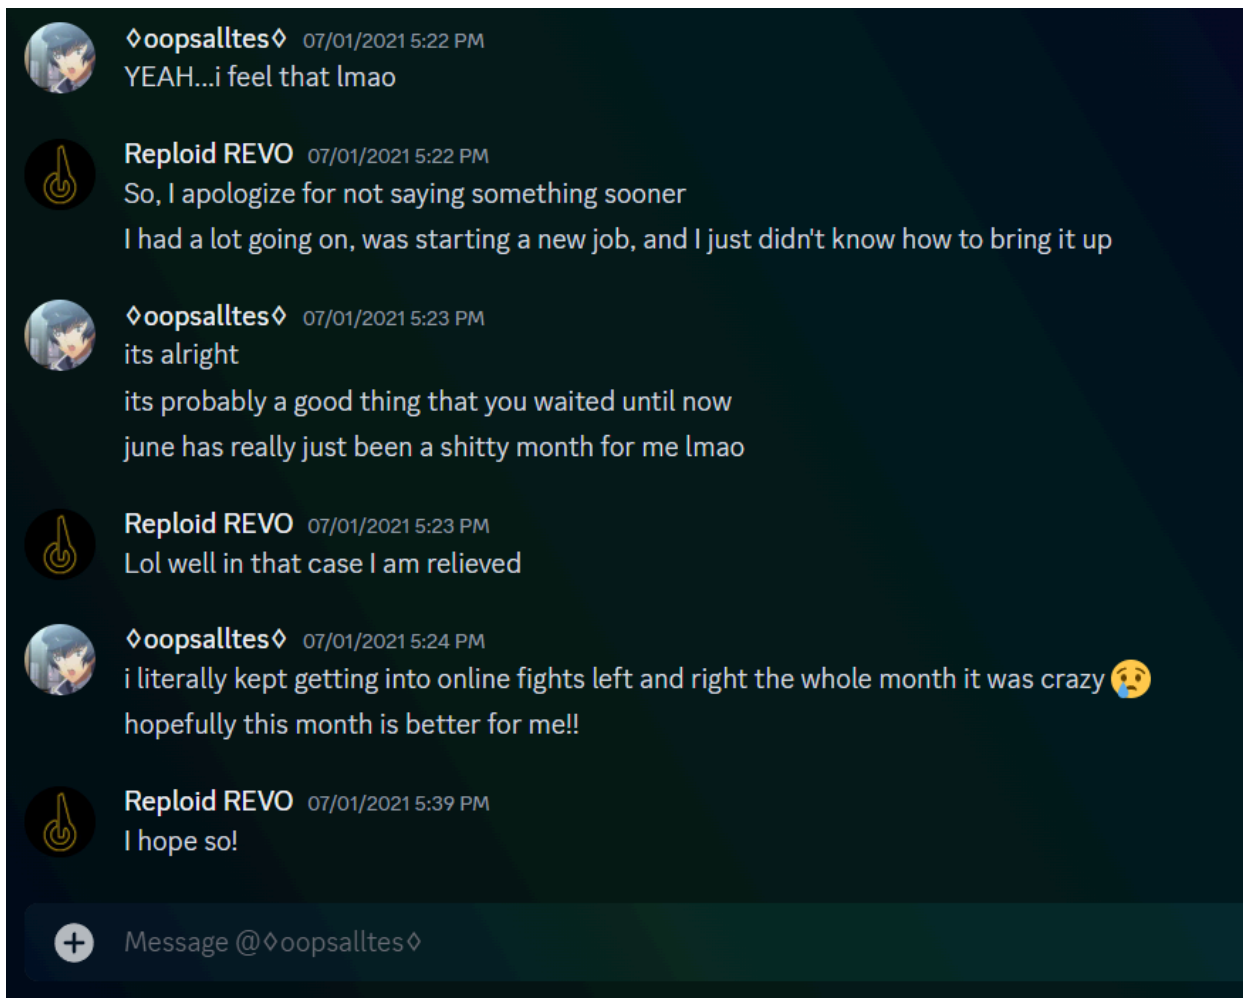 ◊oopsalltes◊ 07/01/2021 5:22 PM
YEAH...i feel that lmao
Reploid REVO 07/01/2021 5:22 PM
So, I apologize for not saying something sooner
I had a lot going on, was starting a new job, and I just didn't know how to bring it up
◊oopsalltes◊ 07/01/2021 5:23 PM
its alright
its probably a good thing that you waited until now
june has really just been a shitty month for me lmao
Reploid REVO 07/01/2021 5:23 PM
Lol well in that case I am relieved
◊oopsalltes◊ 07/01/2021 5:24 PM
i literally kept getting into online fights left and right the whole month it was crazy 😢
hopefully this month is better for me!!
Reploid REVO 07/01/2021 5:39 PM
I hope so!
Message @◊oopsalltes◊